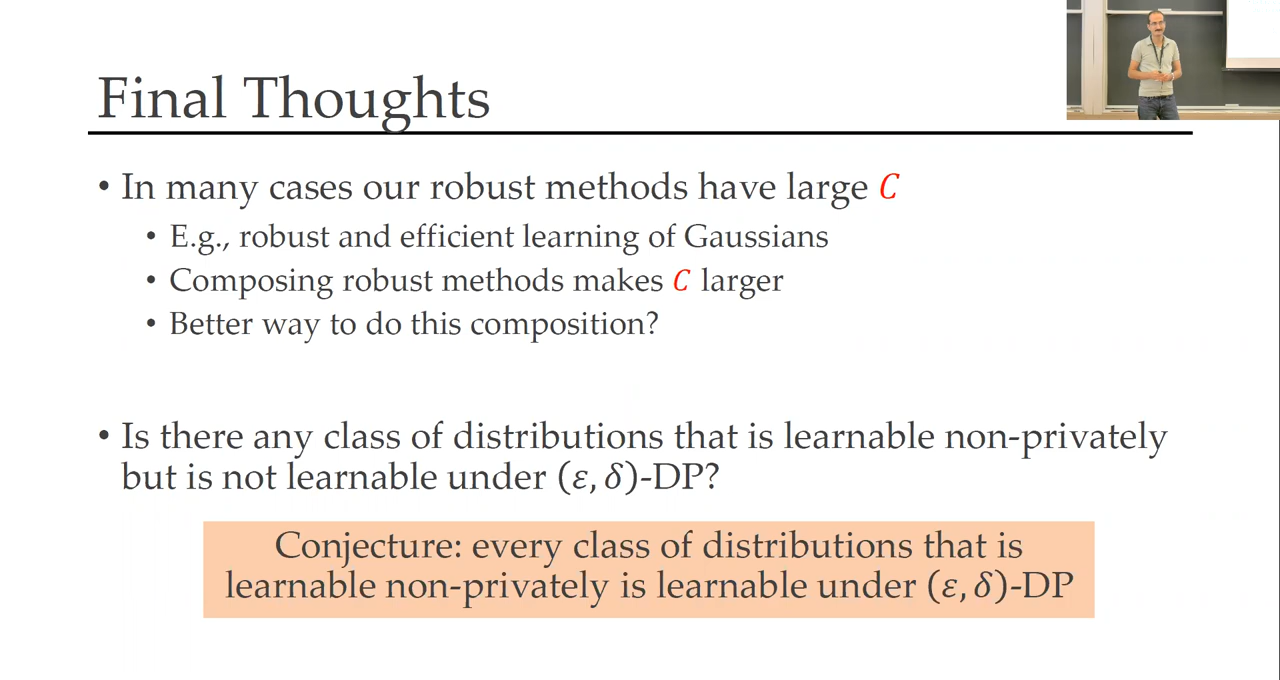 Final Thoughts
• In many cases our robust methods have large C
• E.g., robust and efficient learning of Gaussians
• Composing robust methods makes C larger
• Better way to do this composition?
• Is there any class of distributions that is learnable non-privately
but is not learnable under (ε, δ)-DP?
Conjecture: every class of distributions that is
learnable non-privately is learnable under (ε, δ)-DP